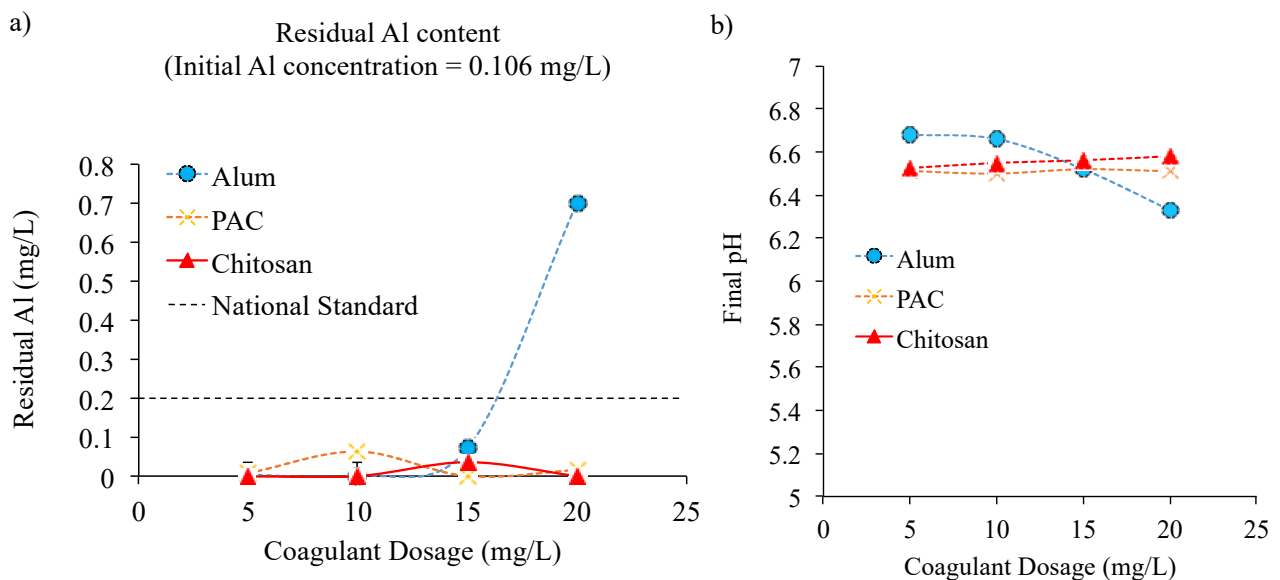 a)
Residual Al content
(Initial Al concentration = 0.106 mg/L)
Residual Al (mg/L)
0.8
0.7
0.6
0.5
0.4
0.3
0.2
0.1
0
Alum
PAC
Chitosan
National Standard
0
5
10
15
20
25
Coagulant Dosage (mg/L)
b)
Final pH
7
6.8
6.6
6.4
6.2
6
5.8
5.6
5.4
5.2
5
Alum
PAC
Chitosan
0
5
10
15
20
25
Coagulant Dosage (mg/L)